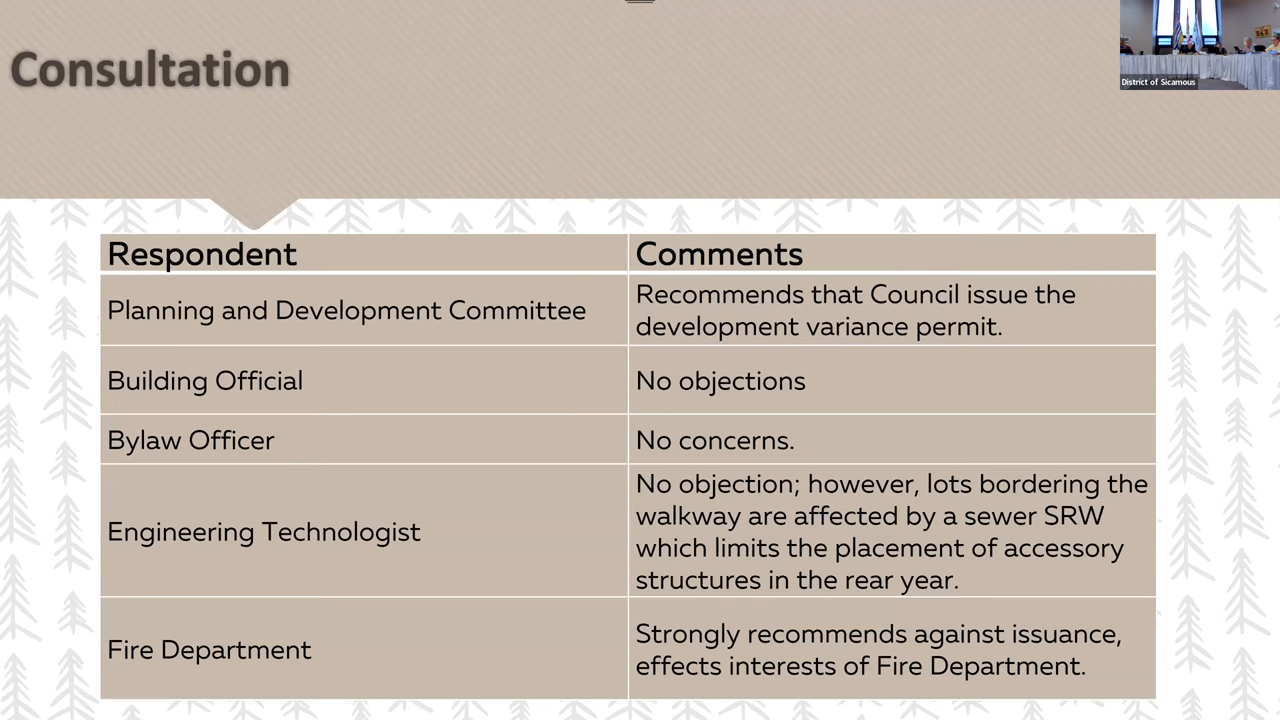 Consultation
District of Sicamous
Respondent
Comments
Planning and Development Committee
Recommends that Council issue the
development variance permit.
Building Official
No objections
Bylaw Officer
No concerns.
Engineering Technologist
No objection; however, lots bordering the
walkway are affected by a sewer SRW
which limits the placement of accessory
structures in the rear year.
Fire Department
Strongly recommends against issuance,
effects interests of Fire Department.